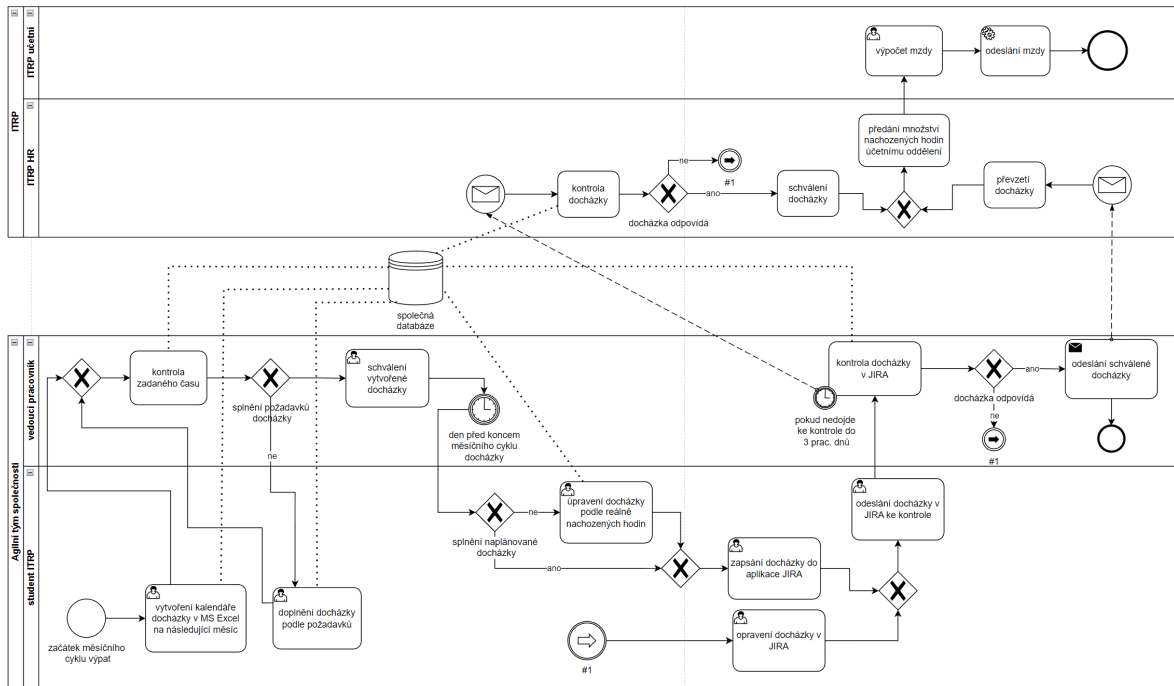 ITRP
ITRP účetní
výpočet mzdy
odeslání mzdy
ITRP HR
předání množství
nachozených hodin
účetnímu oddělení
kontrola
docházky
ne
#1
ano
docházka odpovídá
schválení
docházky
převzetí
docházky
společná
databáze
Agilní tým společnosti
vedoucí pracovník
kontrola
zadaného času
splnění požadavků
docházky
ne
schválení
vytvořené
docházky
den před koncem
měsíčního cyklu
docházky
kontrola docházky
v JIRA
pokud nedojde
ke kontrole do
3 prac. dnů
docházka odpovídá
ano
ne
#1
odeslání schválené
docházky
student ITRP
začátek měsíčního
cyklu výpat
vytvoření kalendáře
docházky v MS Excel
na následující měsíc
doplnění docházky
podle požadavků
splnění naplánované
docházky
ne
ano
úpravení docházky
podle reálně
nachozených hodin
zapsání docházky do
aplikace JIRA
odeslání docházky v
JIRA ke kontrole
#1
opravení docházky v
JIRA